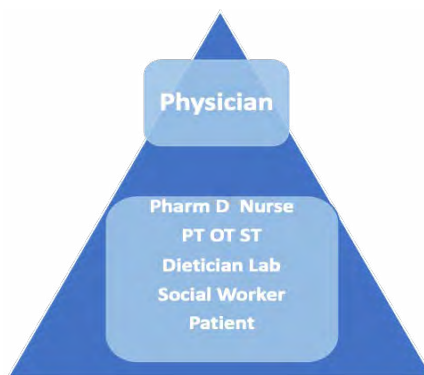 Physician
Pharm D Nurse
PT OT ST
Dietician Lab
Social Worker
Patient